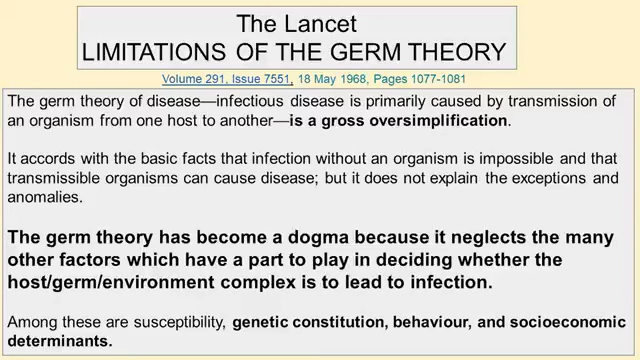 The Lancet
LIMITATIONS OF THE GERM THEORY
Volume 291, Issue 7551, 18 May 1968, Pages 1077-1081
The germ theory of disease—infectious disease is primarily caused by transmission of
an organism from one host to another—is a gross oversimplification.
It accords with the basic facts that infection without an organism is impossible and that
transmissible organisms can cause disease; but it does not explain the exceptions and
anomalies.
The germ theory has become a dogma because it neglects the many
other factors which have a part to play in deciding whether the
host/germ/environment complex is to lead to infection.
Among these are susceptibility, genetic constitution, behaviour, and socioeconomic
determinants.